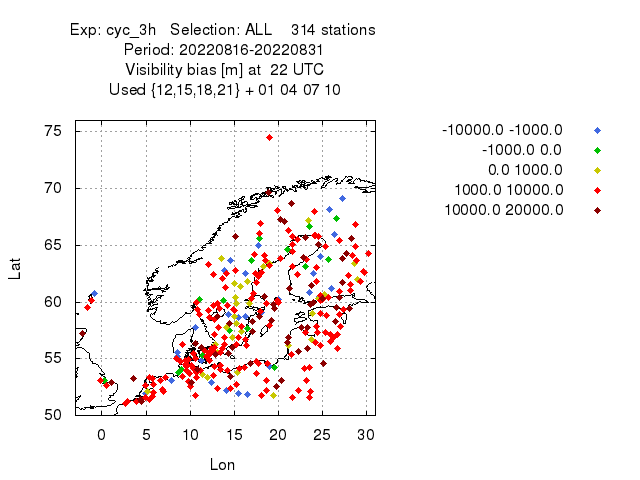 Exp: cyc_3h   Selection: ALL    314 stations
Period: 20220816-20220831
Visibility bias [m] at  22 UTC
Used {12,15,18,21} + 01 04 07 10
-10000.0 -1000.0
-1000.0 0.0
0.0 1000.0
1000.0 10000.0
10000.0 20000.0
75
70
65
60
55
50
Lat
0 5 10 15 20 25 30
Lon